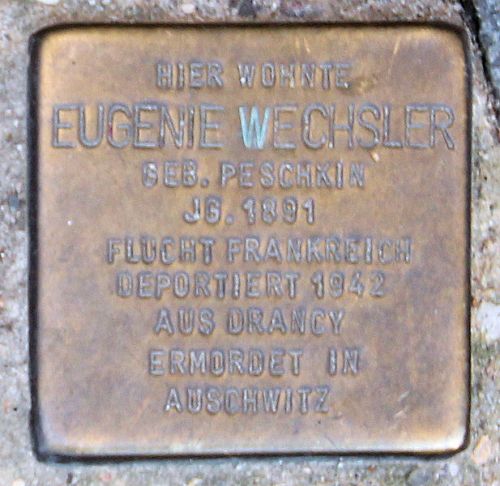 HIER WOHNTE
EUGENIE WECHSLER
GEB. PESCHKIN
JG. 1891
FLUCHT FRANKREICH
DEPORTIERT 1942
AUS DRANCY
ERMORDET IN
AUSCHWITZ